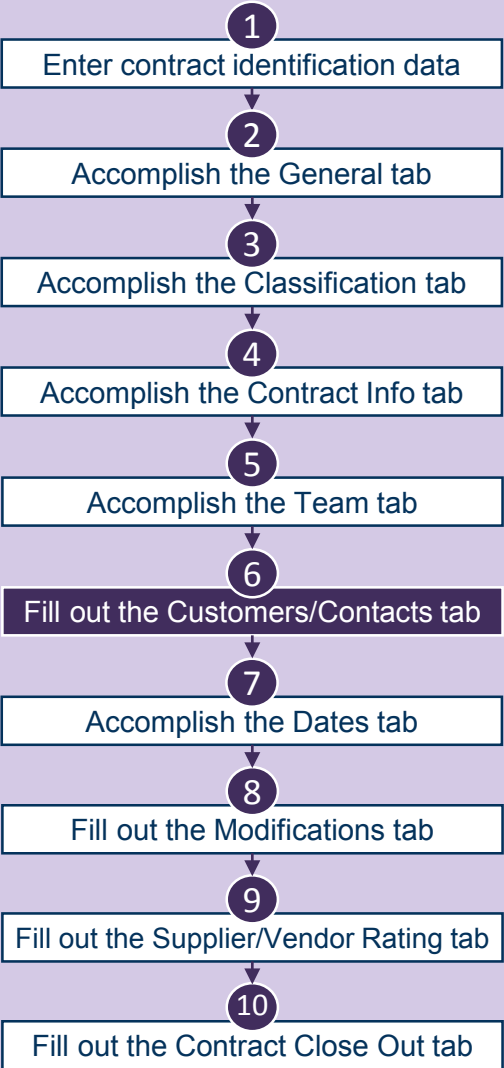 1
Enter contract identification data
2
Accomplish the General tab
3
Accomplish the Classification tab
4
Accomplish the Contract Info tab
5
Accomplish the Team tab
6
Fill out the Customers/Contacts tab
7
Accomplish the Dates tab
8
Fill out the Modifications tab
9
Fill out the Supplier/Vendor Rating tab
10
Fill out the Contract Close Out tab